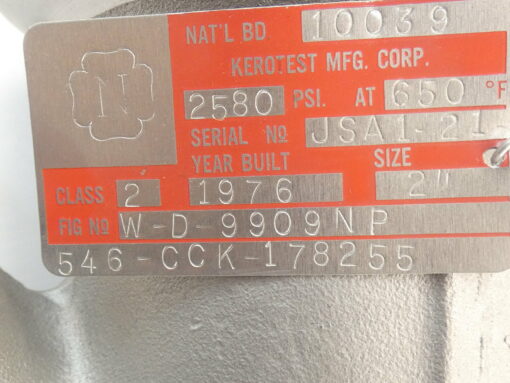 NAT'L BD 10039
KEROTEST MFG. CORP.
N
2580 PSI. AT 650 °F
SERIAL No JSA1-21
YEAR BUILT SIZE
CLASS 2 1976 2"
FIG No W-D-9909NP
546-CCK-178255